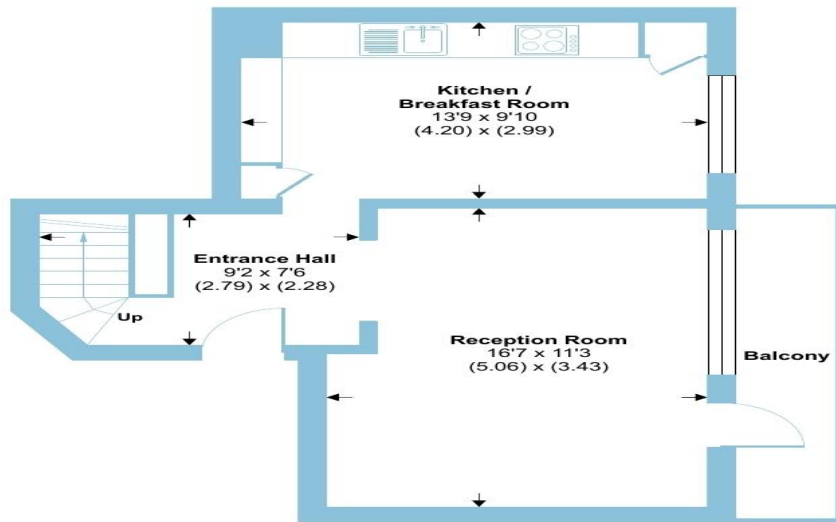 Kitchen /
Breakfast Room
13'9 x 9'10
(4.20) x (2.99)
Entrance Hall
9'2 x 7'6
(2.79) x (2.28)
Up
Reception Room
16'7 x 11'3
(5.06) x (3.43)
Balcony